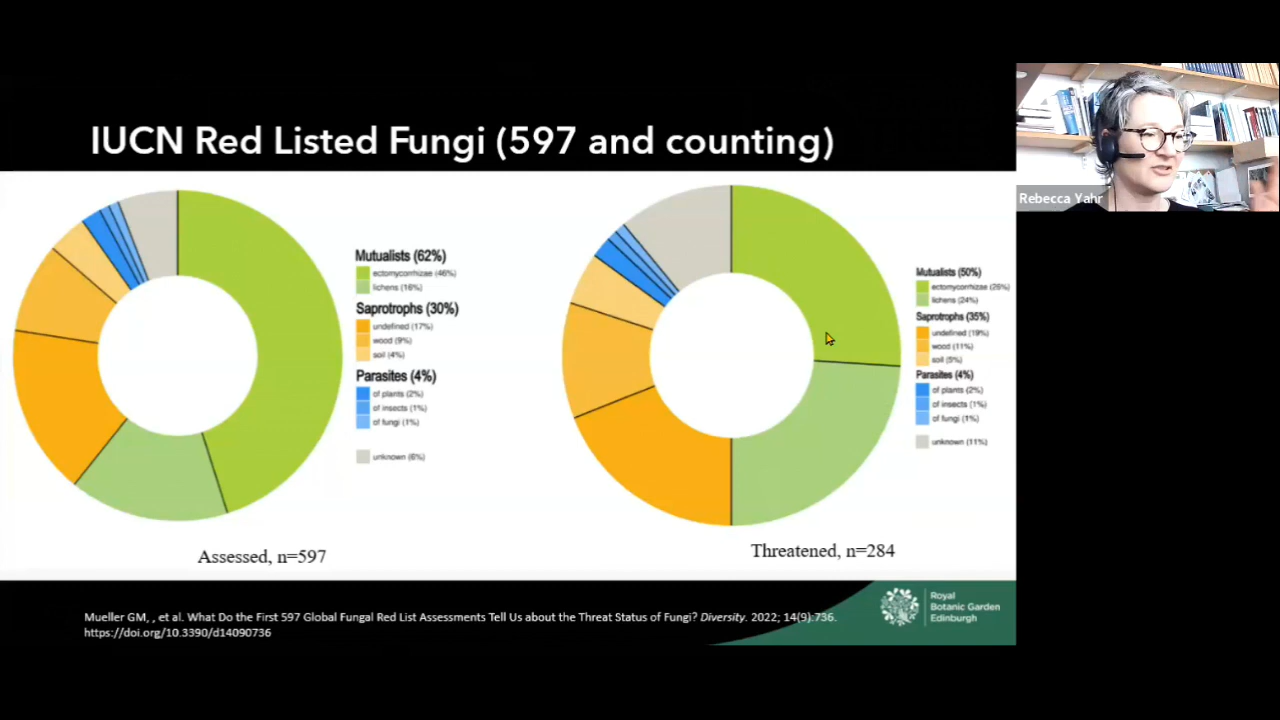 IUCN Red Listed Fungi (597 and counting)
Rebecca Yahr
Mutualists (62%)
ectomycorrhizae (46%)
lichens (16%)
Saprotrophs (30%)
undefined (17%)
wood (9%)
soil (4%)
Parasites (4%)
of plants (2%)
of insects (1%)
of fungi (1%)
unknown (6%)
Assessed, n=597
Mutualists (50%)
ectomycorrhizae (26%)
lichens (24%)
Saprotrophs (35%)
undefined (19%)
wood (11%)
soil (5%)
Parasites (4%)
of plants (2%)
of insects (1%)
of fungi (1%)
unknown (11%)
Threatened, n=284
Mueller GM, , et al. What Do the First 597 Global Fungal Red List Assessments Tell Us about the Threat Status of Fungi? Diversity. 2022; 14(9):736.
https://doi.org/10.3390/d14090736
Royal
Botanic Garden
Edinburgh